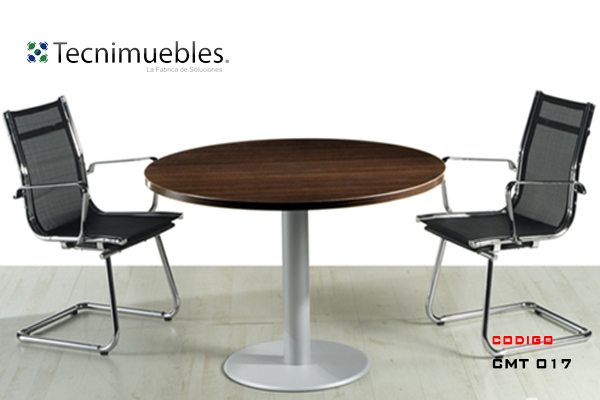 Tecnimuebles.
La Fabrica de Soluciones
CODIGO
CMT 017